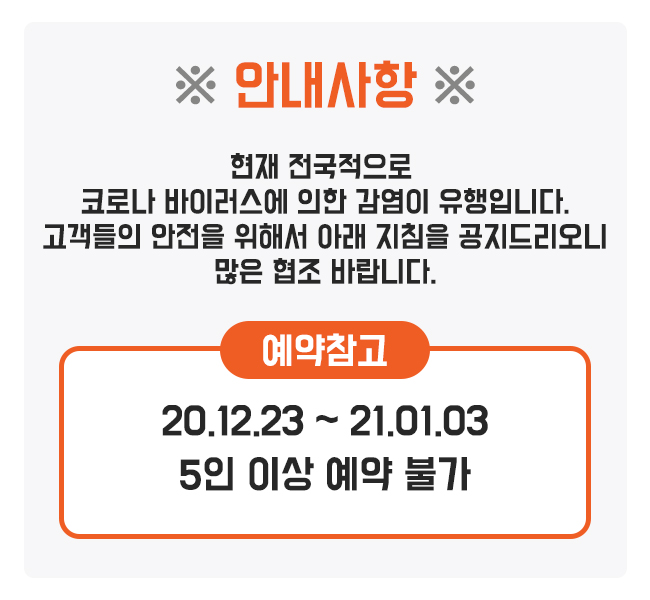 ※ 안내사항 ※
현재 전국적으로
코로나 바이러스에 의한 감염이 유행입니다.
고객들의 안전을 위해서 아래 지침을 공지드리오니
많은 협조 바랍니다.
예약참고
20.12.23 ~ 21.01.03
5인 이상 예약 불가